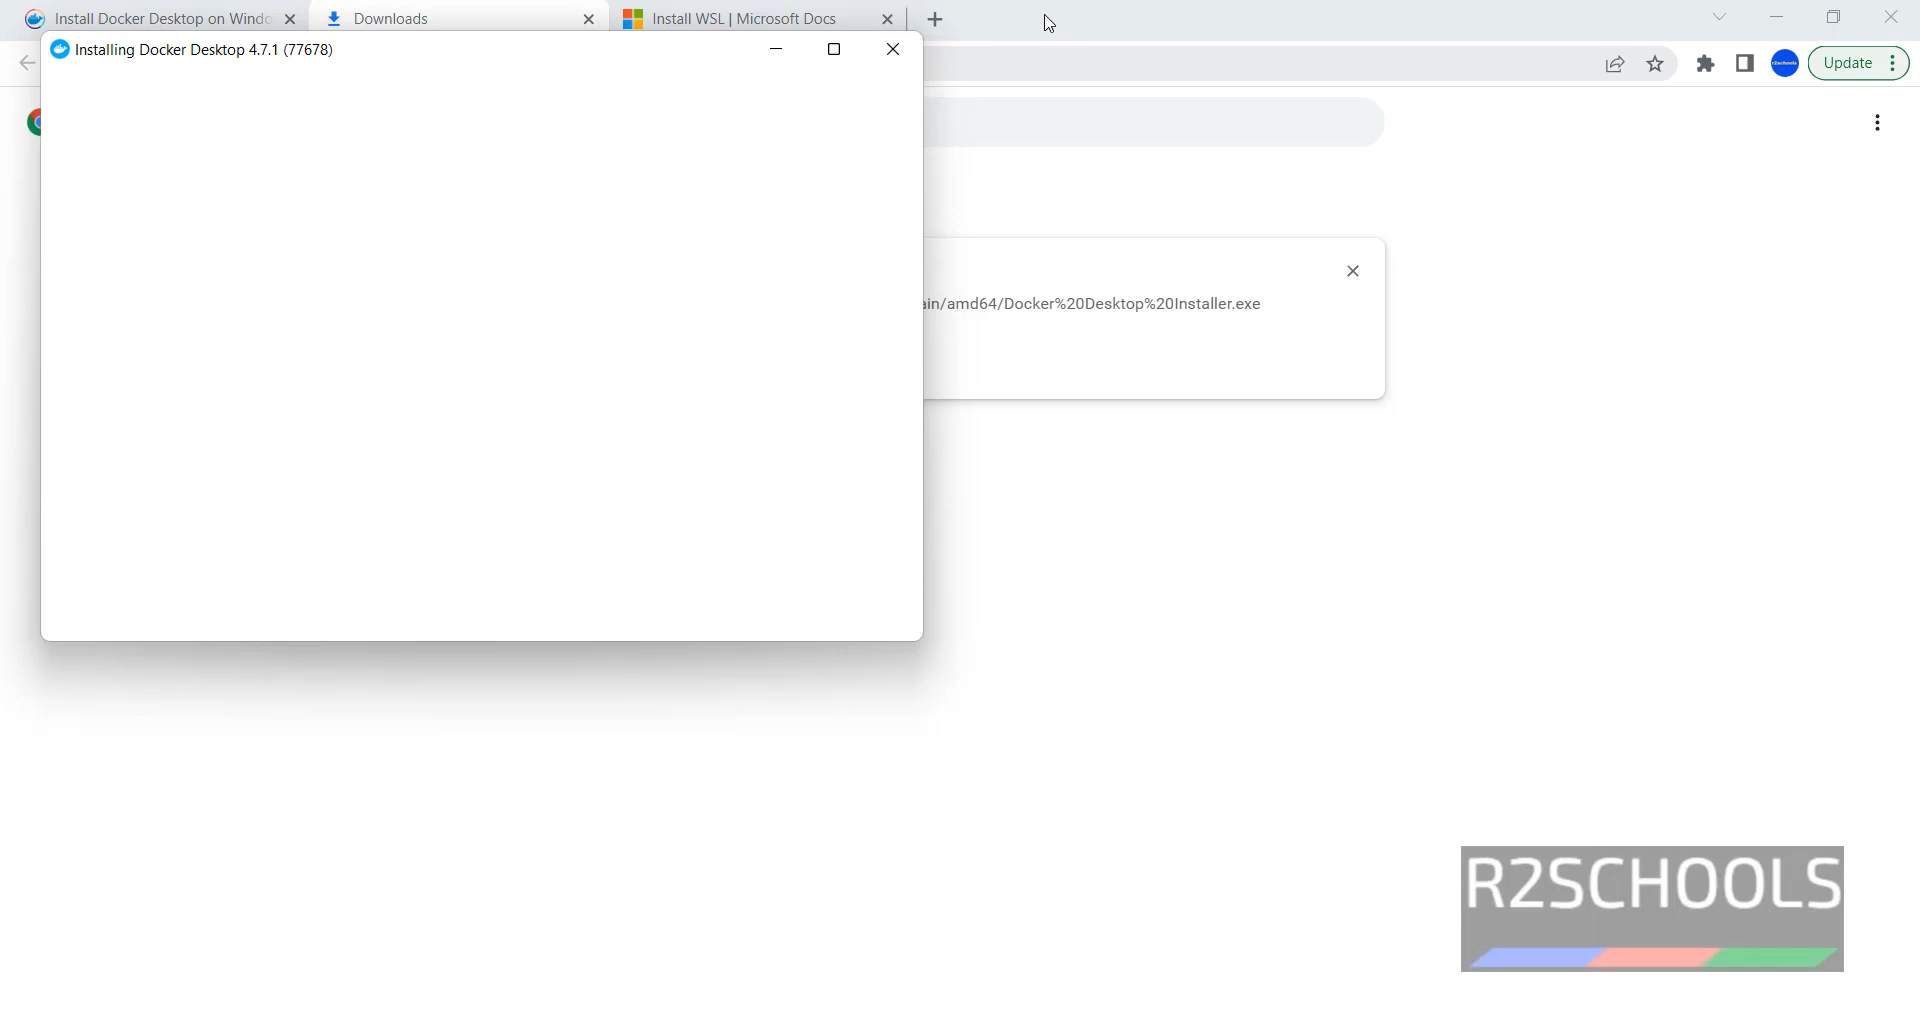 Install Docker Desktop on Windo
Downloads
Install WSL | Microsoft Docs
Installing Docker Desktop 4.7.1 (77678)
Update
ain/amd64/Docker%20Desktop%20Installer.exe
R2SCHOOLS